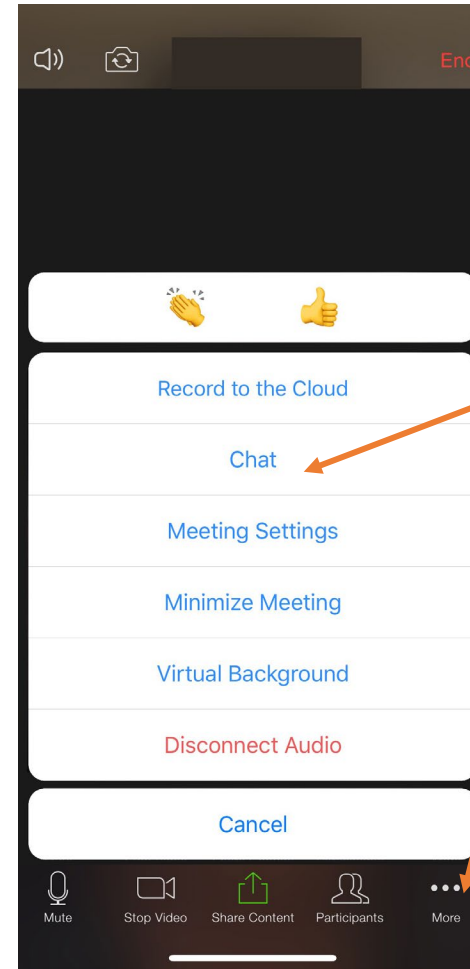 End
Record to the Cloud
Chat
Meeting Settings
Minimize Meeting
Virtual Background
Disconnect Audio
Cancel
Mute Stop Video Share Content Participants More